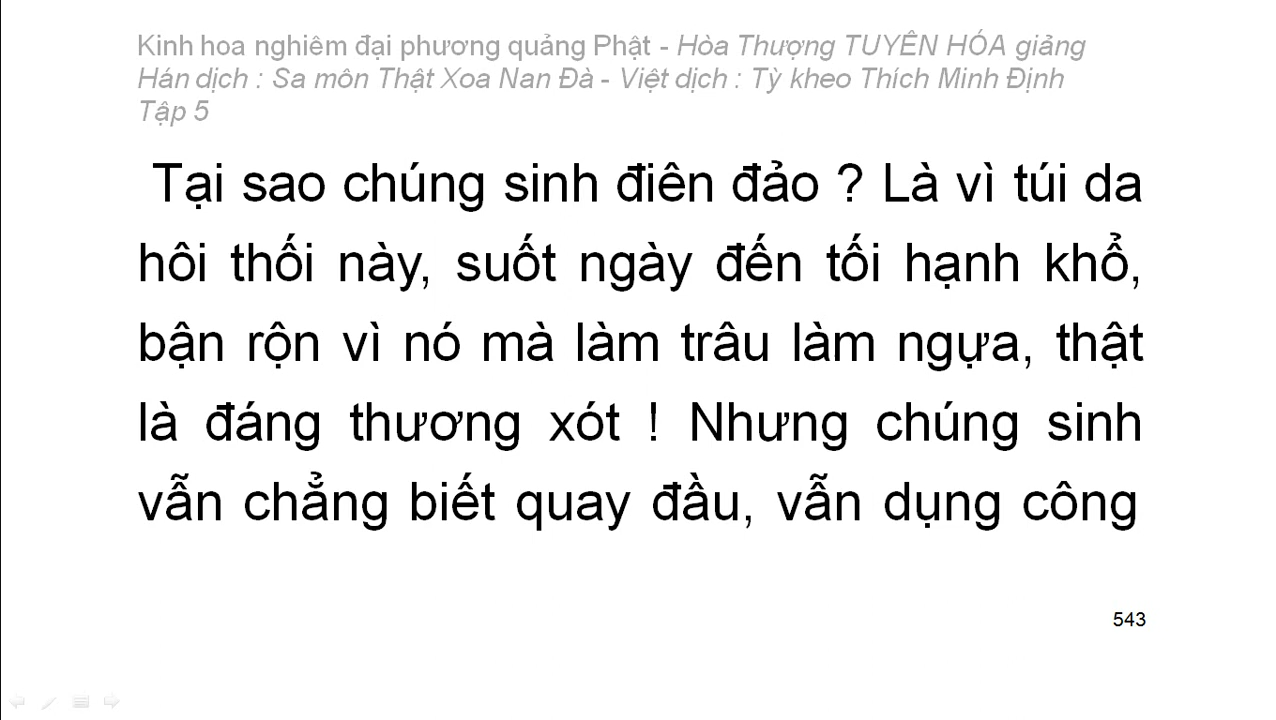 Kinh hoa nghiêm đại phương quảng Phật - Hòa Thượng TUYÊN HÓA giảng
Hán dịch : Sa môn Thật Xoa Nan Đà - Việt dịch : Tỳ kheo Thích Minh Định
Tập 5
Tại sao chúng sinh điên đảo ? Là vì túi da
hôi thối này, suốt ngày đến tối hạnh khổ,
bận rộn vì nó mà làm trâu làm ngựa, thật
là đáng thương xót ! Nhưng chúng sinh
vẫn chẳng biết quay đầu, vẫn dụng công
543